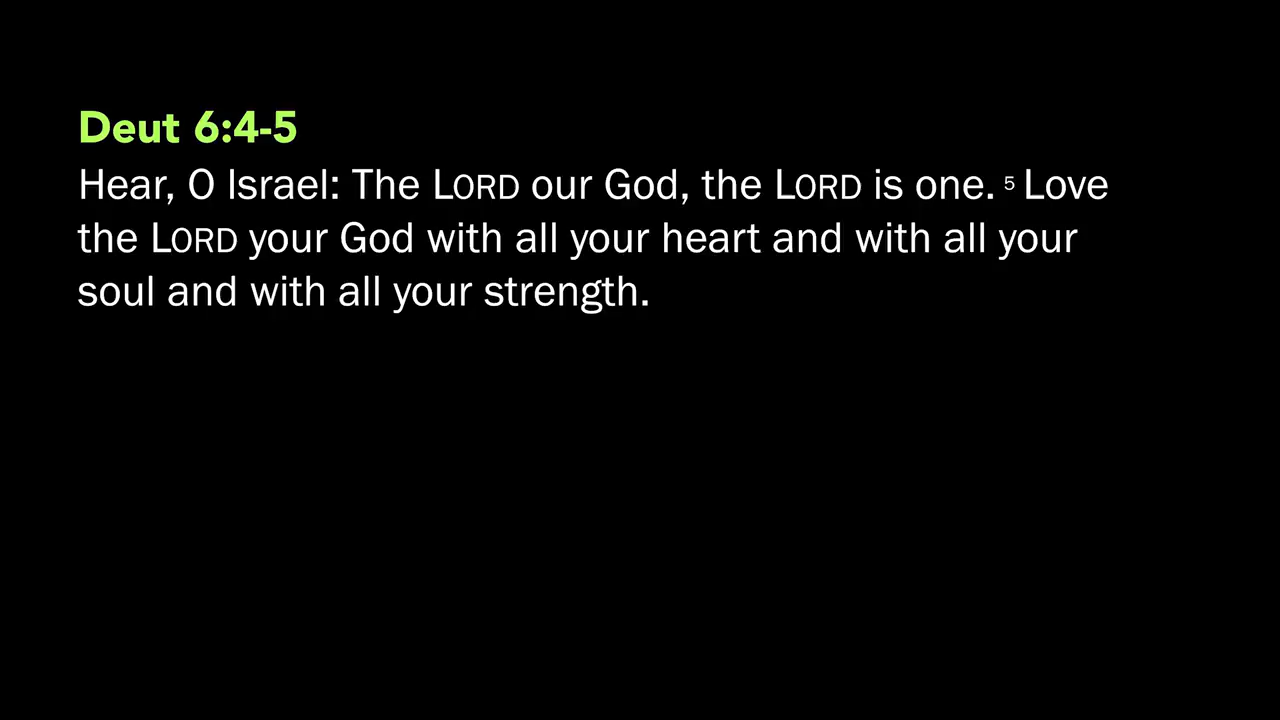 Deut 6:4-5
Hear, O Israel: The LORD our God, the LORD is one. 5 Love
the LORD your God with all your heart and with all your
soul and with all your strength.